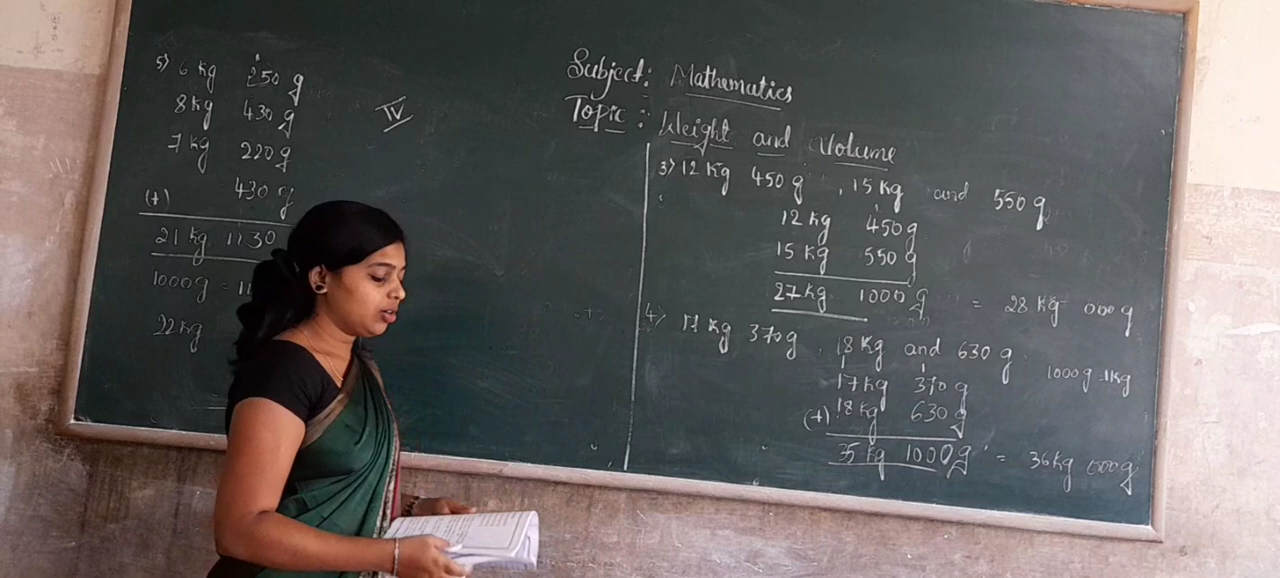 5) 6 kg 250 g
8 kg 430 g
7 kg 220 g
430 g
(+)
21 kg 1130
1000g = 11
22 kg
IV
Subject: Mathematics
Topic: Weight and Volume
3) 12 Kg 450 g , 15 kg and 550 g
12 kg 450 g
15 kg 550 g
27 kg 1000 g = 28 Kg 000 g
4) 17 Kg 370 g , 18 Kg and 630 g
1000 g = 1 kg
17 kg 370 g
(+) 18 kg 630 g
35 kg 1000 g = 36 kg 000 g